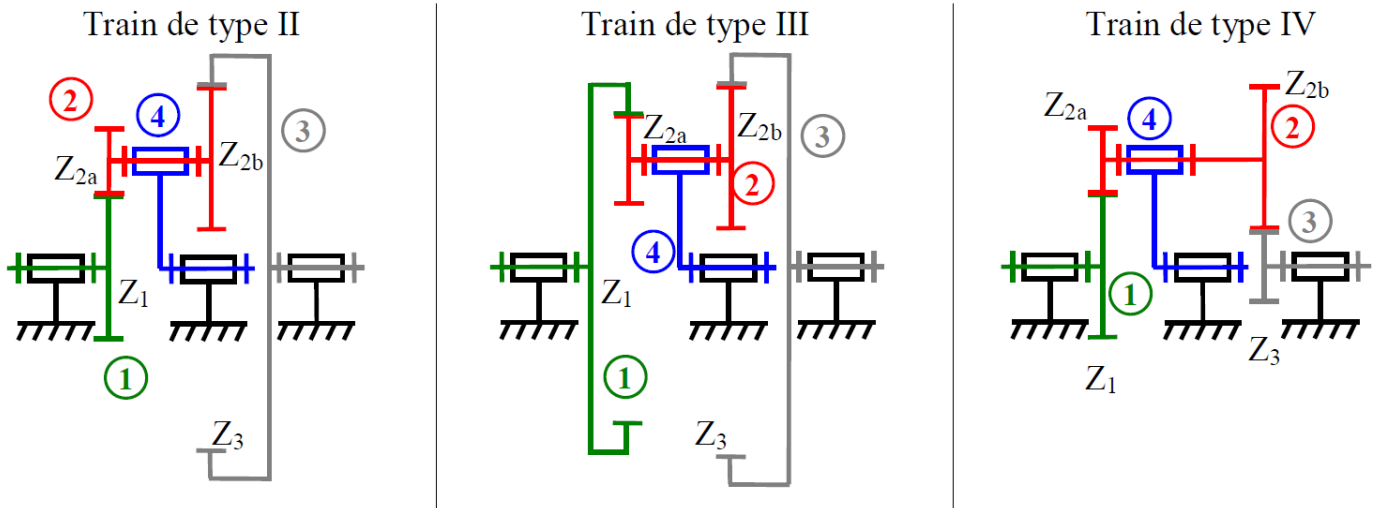 Train de type II
2
4
3
Z2a
Z2b
Z1
1
Z3
Train de type III
Z2a
Z2b
3
2
4
Z1
1
Z3
Train de type IV
Z2b
Z2a
4
2
3
1
Z3
Z1